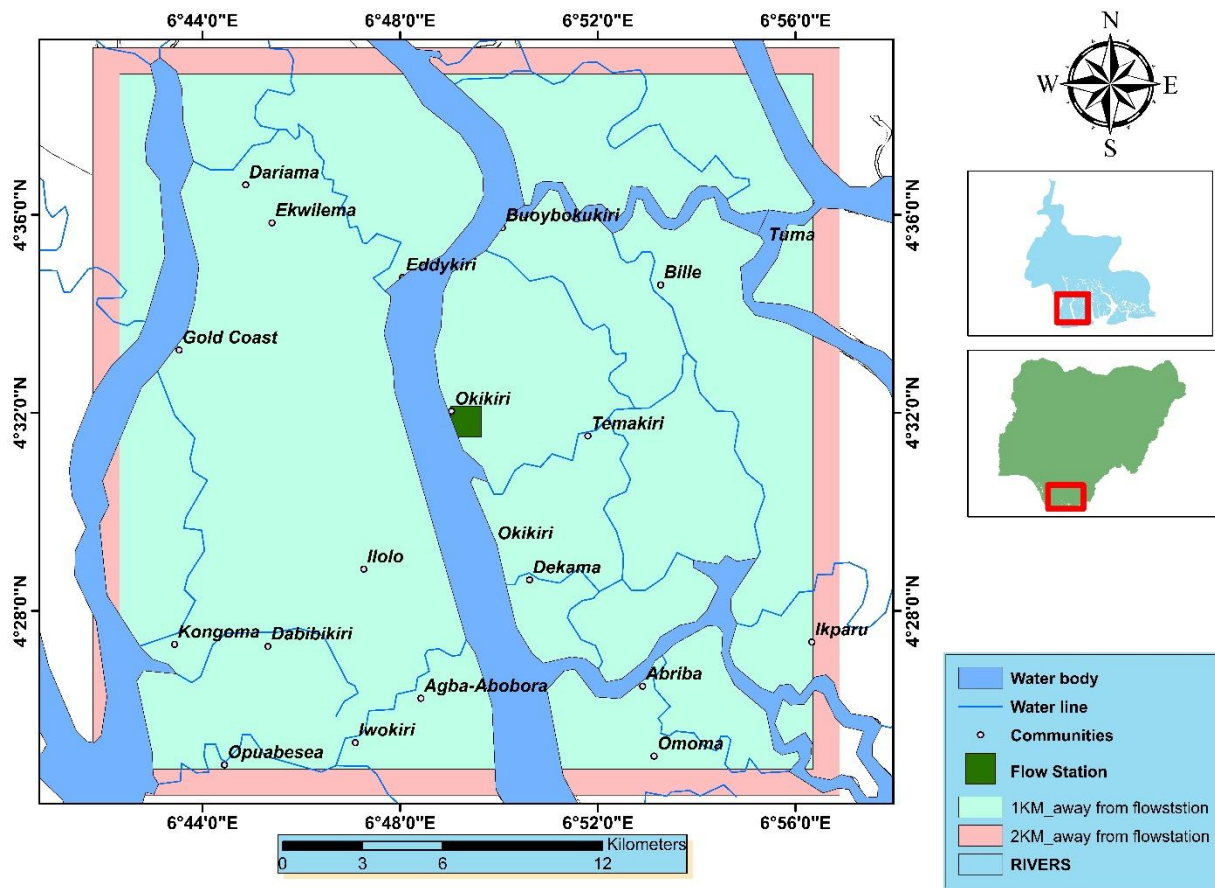 6°44'0"E 6°48'0"E 6°52'0"E 6°56'0"E
N
W E
S
4°36'0"N 4°36'0"N
4°32'0"N 4°32'0"N
4°28'0"N 4°28'0"N
Dariama
Ekwilema
Buoybokukiri
Tuma
Eddykiri
Bille
Gold Coast
Okikiri
Temakiri
Okikiri
Ilolo
Dekama
Kongoma
Dabibikiri
Ikparu
Agba-Abobora
Abriba
Iwokiri
Omoma
Opuabesea
6°44'0"E 6°48'0"E 6°52'0"E 6°56'0"E
Kilometers
0 3 6 12
Water body
Water line
Communities
Flow Station
1KM_away from flowststion
2KM_away from flowstation
RIVERS